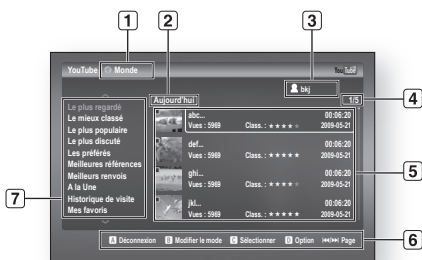 1
2
3
YouTube Monde
YouTube
bkj
4
Aujourd'hui
1/5
Le plus regardé
Le mieux classé
Le plus populaire
Le plus discuté
Les préférés
Meilleures références
Meilleurs renvois
A la Une
Historique de visite
Mes favoris
abc...
00:06:20
Vues : 5969 Class. : ★★★★★ 2009-05-21
def...
00:06:20
Vues : 5969 Class. : ★★★★★ 2009-05-21
ghi...
00:06:20
Vues : 5969 Class. : ★★★★★ 2009-05-21
jkl...
00:06:20
Vues : 5969 Class. : ★★★★★ 2009-05-21
5
7
A Déconnexion B Modifier le mode C Sélectionner D Option Page
6